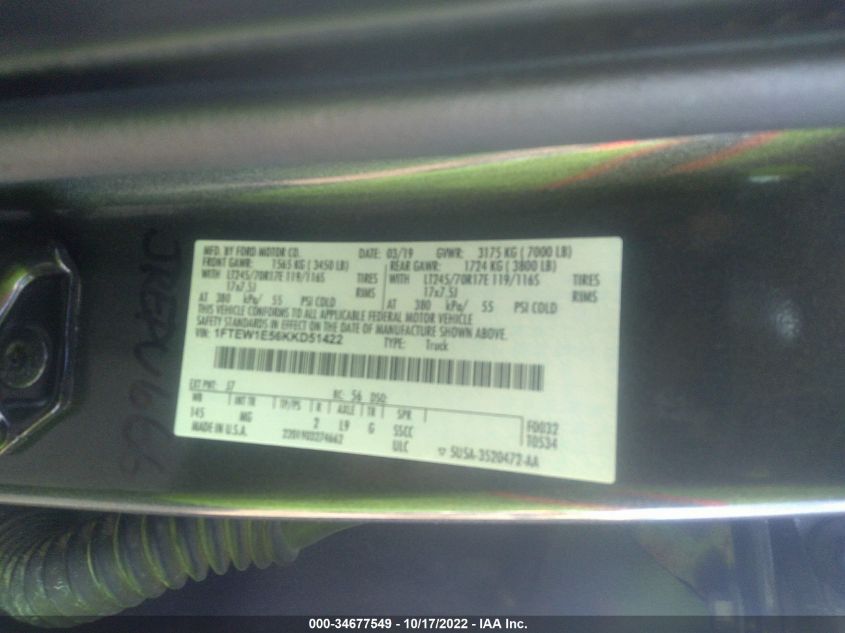 MFD. BY FORD MOTOR CO. DATE: 03/19 GVWR: 3175 KG ( 7000 LB)
FRONT GAWR: 1565 KG ( 3450 LB) REAR GAWR: 1724 KG ( 3800 LB)
WITH LT245/70R17E 119/116S TIRES WITH LT245/70R17E 119/116S TIRES
17x7.5J RIMS 17x7.5J RIMS
AT 380 kPa/ 55 PSI COLD AT 380 kPa/ 55 PSI COLD
THIS VEHICLE CONFORMS TO ALL APPLICABLE FEDERAL MOTOR VEHICLE
SAFETY STANDARDS IN EFFECT ON THE DATE OF MANUFACTURE SHOWN ABOVE.
VIN: 1FTEW1E56KKD51422 TYPE: Truck
EXT PNT: J7 RC: 56 DSO:
WB INT TR TP/PS R AXLE TR SPR
145 MG 2 L9 G SSCC F0032
MADE IN U.S.A. ULC 10534
5U5A-3520472-AA
000-34677549 - 10/17/2022 - IAA Inc.